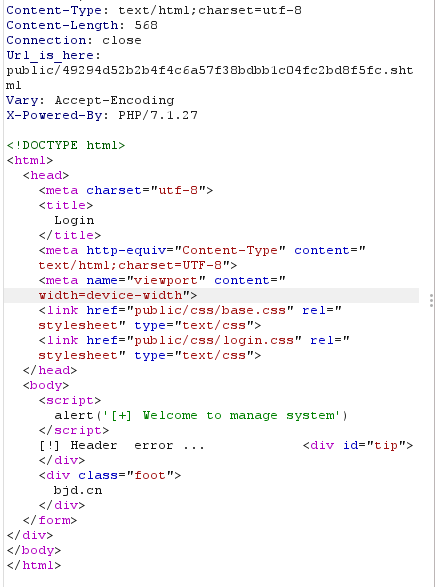 Content-Type: text/html;charset=utf-8
Content-Length: 568
Connection: close
Url_is_here:
public/49294d52b2b4f4c6a57f38bdbb1c04fc2bd8f5fc.sht
ml
Vary: Accept-Encoding
X-Powered-By: PHP/7.1.27
<!DOCTYPE html>
<html>
<head>
<meta charset="utf-8">
<title>
Login
</title>
<meta http-equiv="Content-Type" content="
text/html;charset=UTF-8">
<meta name="viewport" content="
width=device-width">
<link href="public/css/base.css" rel="
stylesheet" type="text/css">
<link href="public/css/login.css" rel="
stylesheet" type="text/css">
</head>
<body>
<script>
alert('[+] Welcome to manage system')
</script>
[!] Header  error ...           <div id="tip">
</div>
<div class="foot">
bjd.cn
</div>
</form>
</div>
</body>
</html>